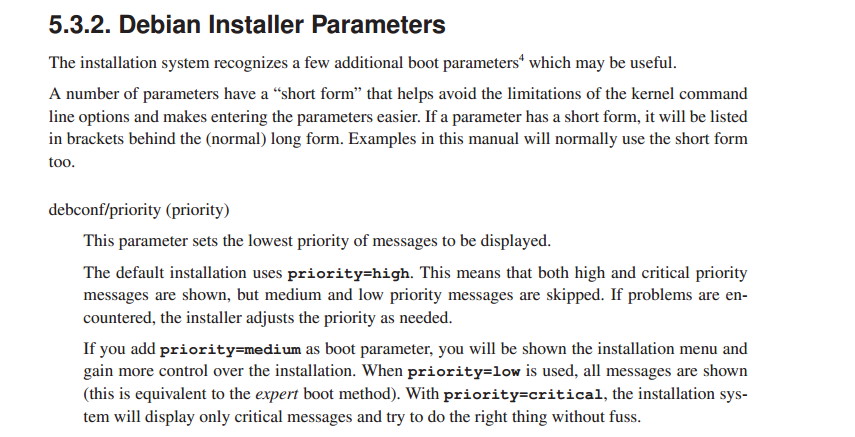 5.3.2. Debian Installer Parameters
The installation system recognizes a few additional boot parameters⁴ which may be useful.
A number of parameters have a “short form” that helps avoid the limitations of the kernel command
line options and makes entering the parameters easier. If a parameter has a short form, it will be listed
in brackets behind the (normal) long form. Examples in this manual will normally use the short form
too.
debconf/priority (priority)
This parameter sets the lowest priority of messages to be displayed.
The default installation uses priority=high. This means that both high and critical priority
messages are shown, but medium and low priority messages are skipped. If problems are en-
countered, the installer adjusts the priority as needed.
If you add priority=medium as boot parameter, you will be shown the installation menu and
gain more control over the installation. When priority=low is used, all messages are shown
(this is equivalent to the expert boot method). With priority=critical, the installation sys-
tem will display only critical messages and try to do the right thing without fuss.